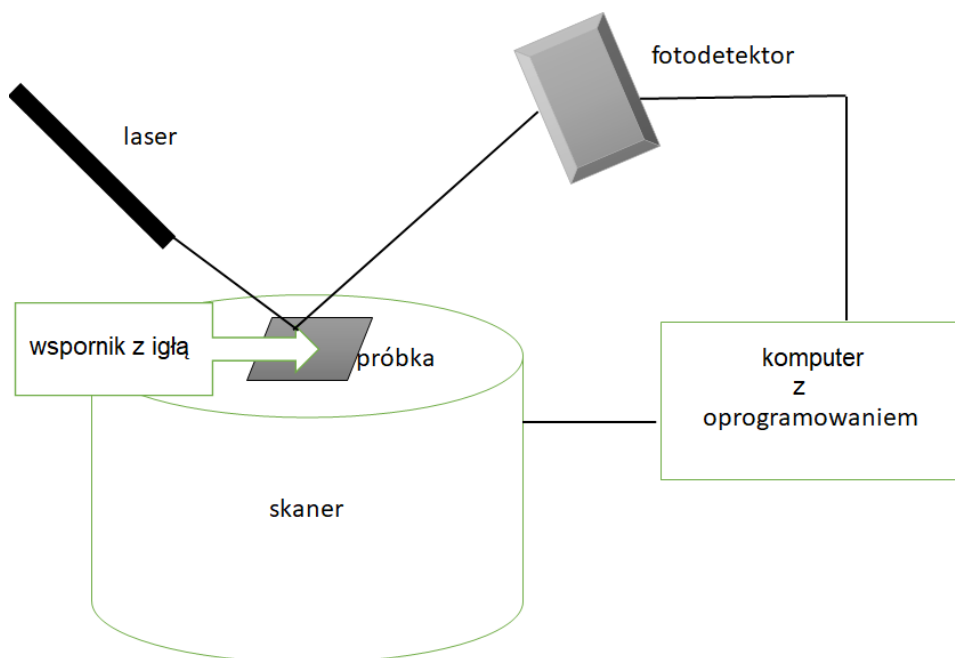 fotodetektor
laser
wspornik z igłą
próbka
komputer
z
oprogramowaniem
skaner